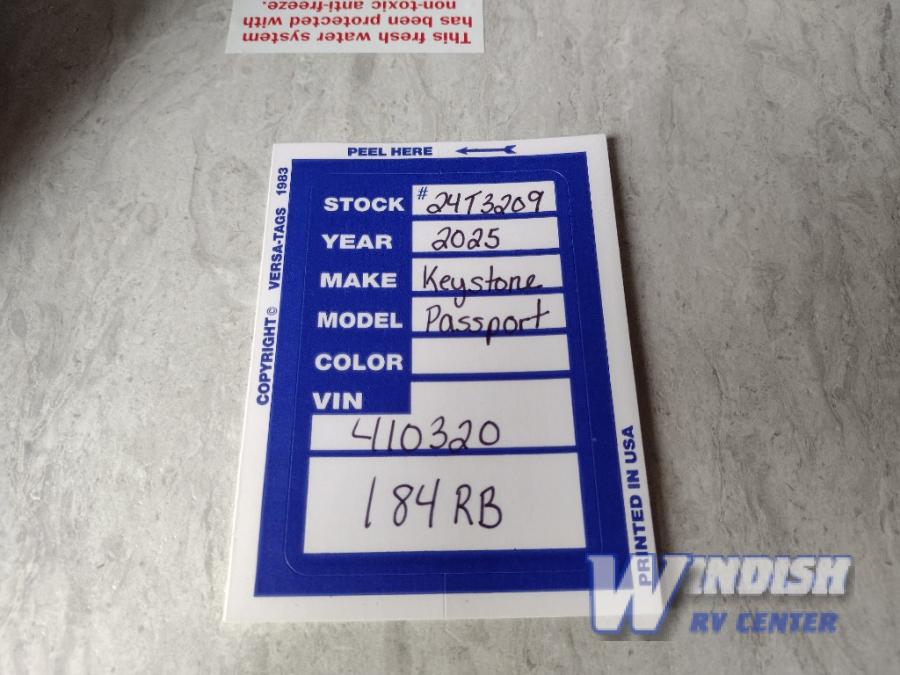 This fresh water system
has been protected with
non-toxic anti-freeze.
PEEL HERE
COPYRIGHT© VERSA-TAGS 1983
STOCK # 24T3209
YEAR 2025
MAKE Keystone
MODEL Passport
COLOR
VIN
410320
184RB
PRINTED IN USA
WINDISH
RV CENTER